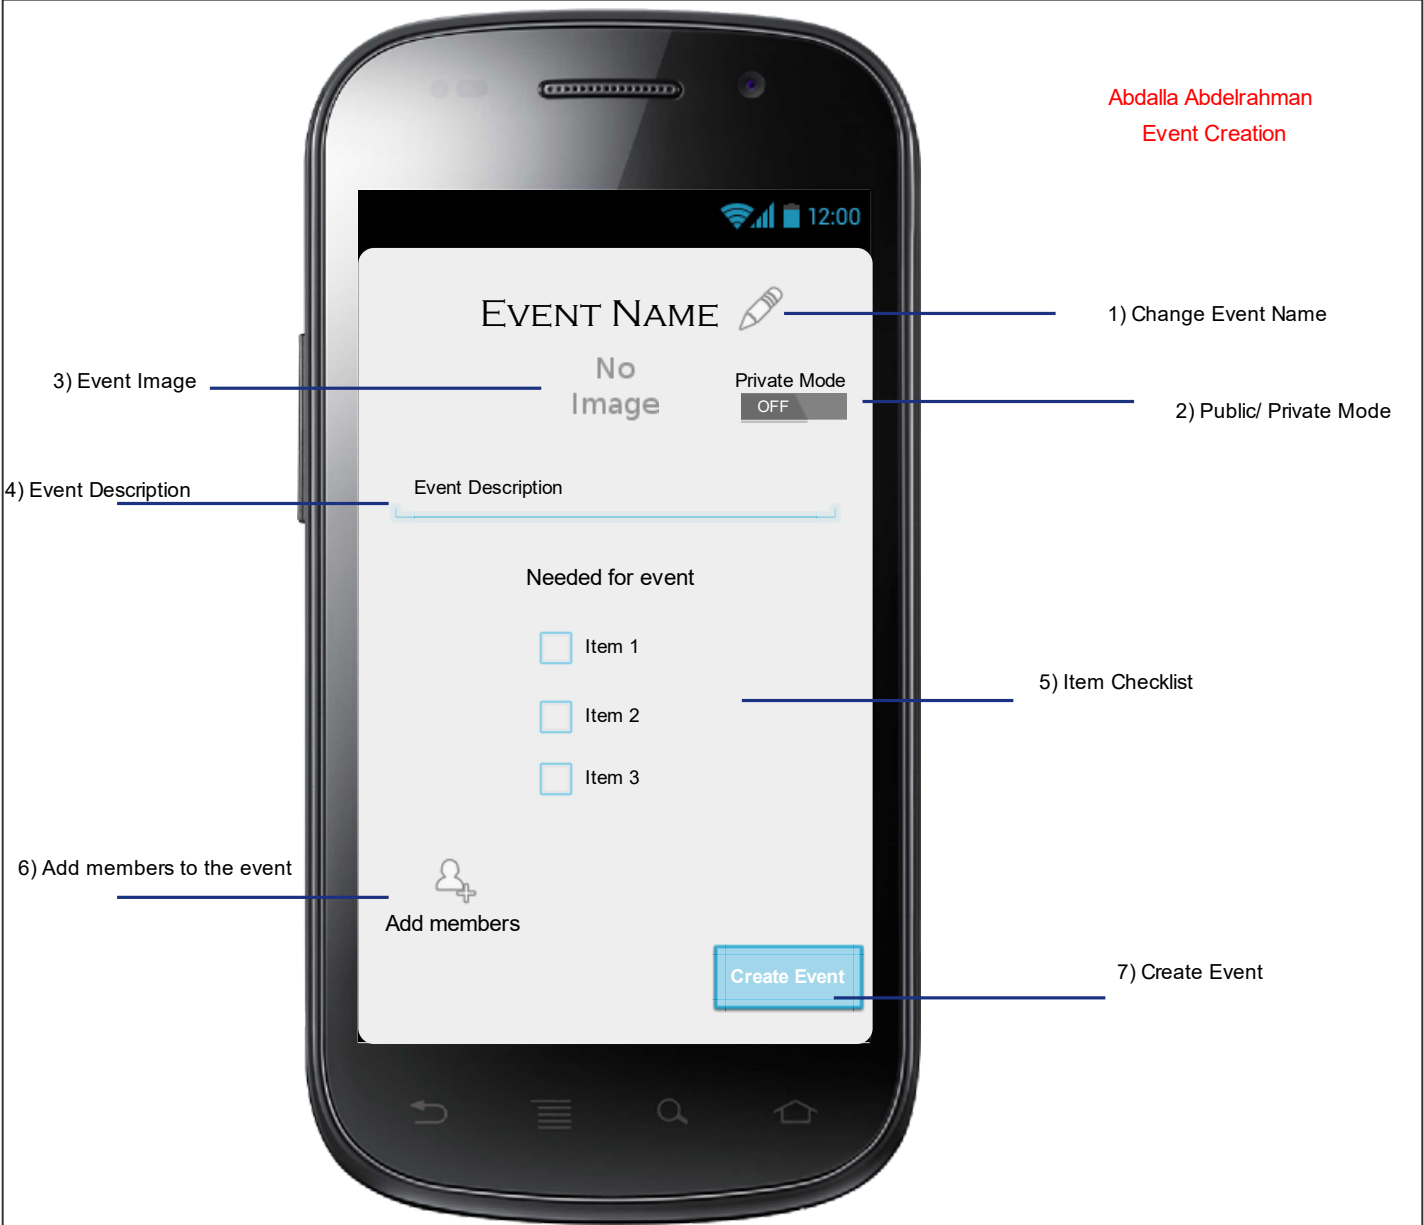 Abdalla Abdelrahman
Event Creation
12:00
EVENT NAME
1) Change Event Name
No
Image
3) Event Image
Private Mode
OFF
2) Public/ Private Mode
4) Event Description
Event Description
Needed for event
Item 1
Item 2
Item 3
5) Item Checklist
6) Add members to the event
Add members
Create Event
7) Create Event